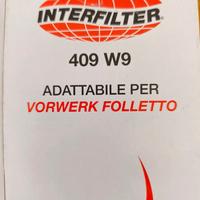 INTERFILTER®
409 W9
ADATTABILE PER
VORWERK FOLLETTO